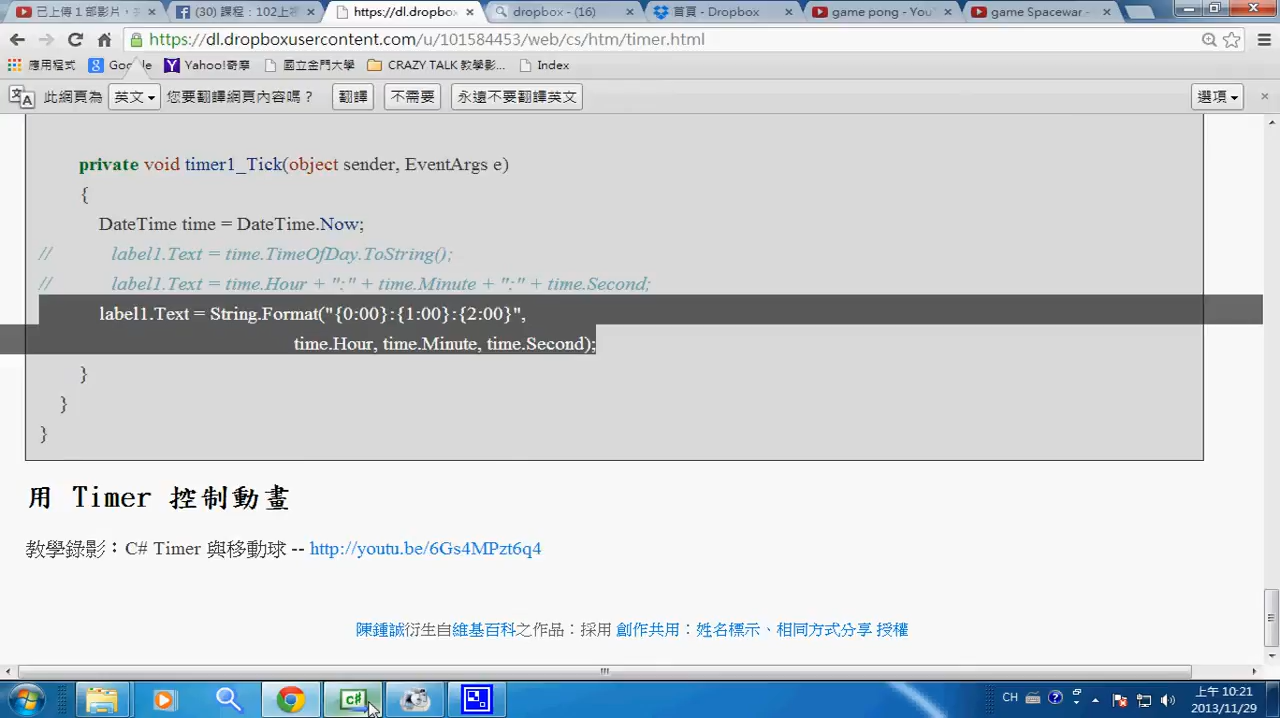 已上傳 1 部影片,
(30) 課程：102上
https://dl.dropbo
dropbox - (16)
首頁 - Dropbox
game pong - You
game Spacewar -
https://dl.dropboxusercontent.com/u/101584453/web/cs/htm/timer.html
應用程式 Google Yahoo!奇摩 國立金門大學 CRAZY TALK 教學影... Index
此網頁為 英文 您要翻譯網頁內容嗎？ 翻譯 不需要 永遠不要翻譯英文 選項
private void timer1_Tick(object sender, EventArgs e)
{
DateTime time = DateTime.Now;
// label1.Text = time.TimeOfDay.ToString();
// label1.Text = time.Hour + ":" + time.Minute + ":" + time.Second;
label1.Text = String.Format("{0:00}:{1:00}:{2:00}",
time.Hour, time.Minute, time.Second);
}
}
}
用 Timer 控制動畫
教學錄影：C# Timer 與移動球 -- http://youtu.be/6Gs4MPzt6q4
陳鍾誠衍生自維基百科之作品：採用 創作共用：姓名標示、相同方式分享 授權
C#
CH
上午 10:21
2013/11/29